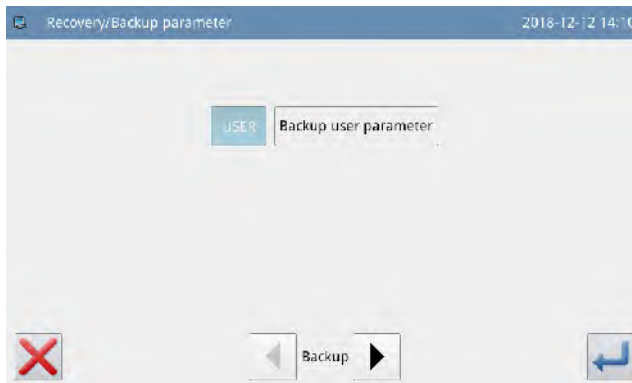 Recovery/Backup parameter 2018-12-12 14:10
USER Backup user parameter
Backup